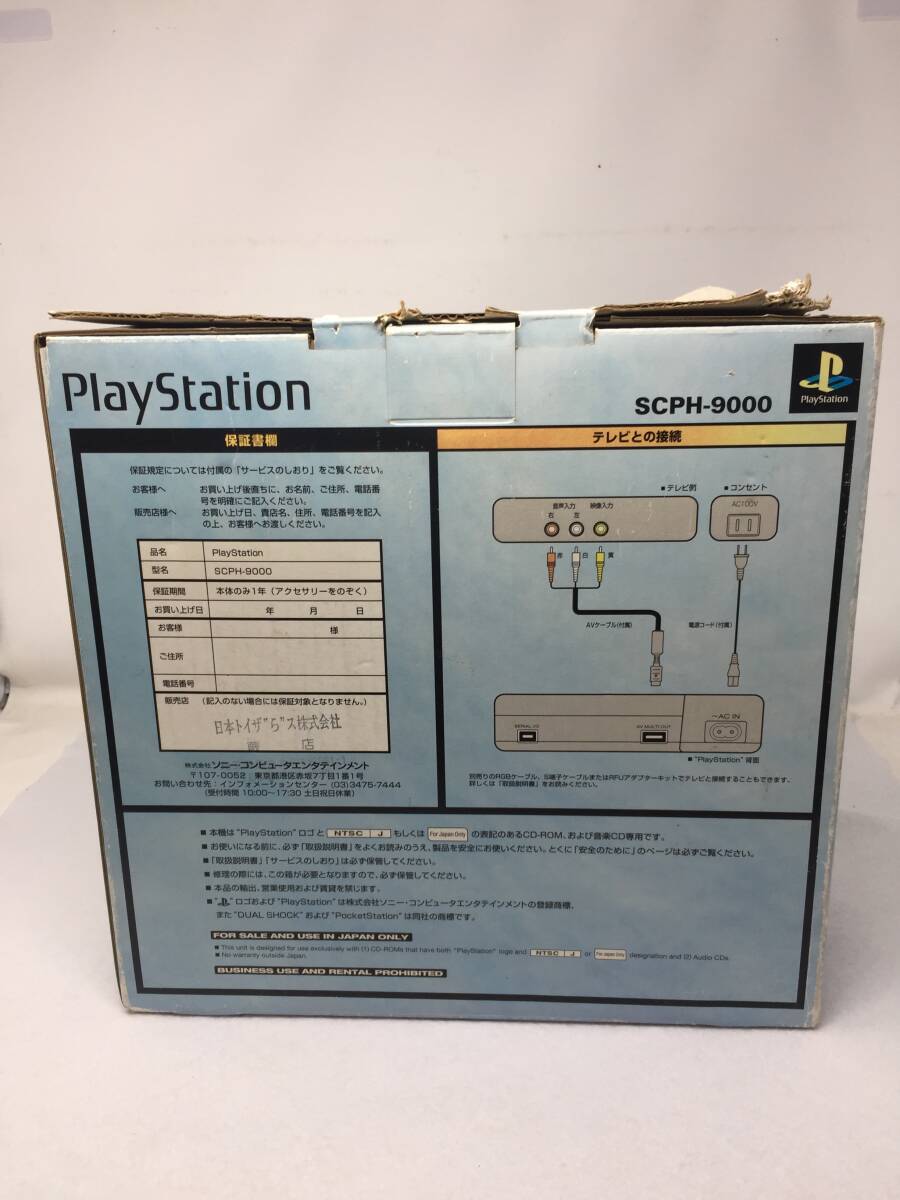 PlayStation
SCPH-9000
PlayStation
保証書欄
保証規定については付属の「サービスのしおり」をご覧ください。
お客様へ お買い上げ後直ちに、お名前、ご住所、電話番
号を明確にご記入ください。
販売店様へ お買い上げ日、貴店名、住所、電話番号を記入
の上、お客様へお渡しください。
品名 PlayStation
型名 SCPH-9000
保証期間 本体のみ1年（アクセサリーをのぞく）
お買い上げ日 年 月 日
お客様 様
ご住所
電話番号
販売店 （記入のない場合には保証対象となりません。）
日本トイザ"ら"ス株式会社
店
株式会社 ソニー・コンピュータエンタテインメント
〒107-0052 東京都港区赤坂7丁目1番1号
お問い合わせ先：インフォメーションセンター (03)3475-7444
(受付時間 10:00〜17:30 土日祝日休業)
テレビとの接続
■ テレビ側
■ コンセント
音声入力 映像入力
右 左
AC100V
赤 白 黄
AVケーブル(付属)
電源コード(付属)
SERIAL I/O
AV MULTI OUT
〜AC IN
■ "PlayStation" 背面
別売りのRGBケーブル、S端子ケーブルまたはRFUアダプターキットでテレビと接続することもできます。
詳しくは「取扱説明書」をお読みください。
■ 本機は "PlayStation" ロゴ と NTSC J もしくは For Japan Only の表記のあるCD-ROM、および音楽CD専用です。
■ お使いになる前に、必ず「取扱説明書」をよくお読みのうえ、製品を安全にお使いください。とくに「安全のために」のページは必ずご覧ください。
■「取扱説明書」「サービスのしおり」は必ず保管してください。
■ 修理の際には、この箱が必要となりますので、必ず保管してください。
■ 本品の輸出、営業使用および賃貸を禁じます。
■ " "ロゴおよび "PlayStation" は株式会社ソニー・コンピュータエンタテインメントの登録商標、
また "DUAL SHOCK" および "PocketStation" は同社の商標です。
FOR SALE AND USE IN JAPAN ONLY
■ This unit is designed for use exclusively with (1) CD-ROMs that have both "PlayStation" logo and NTSC J or For Japan Only designation and (2) Audio CDs.
■ No warranty outside Japan.
BUSINESS USE AND RENTAL PROHIBITED